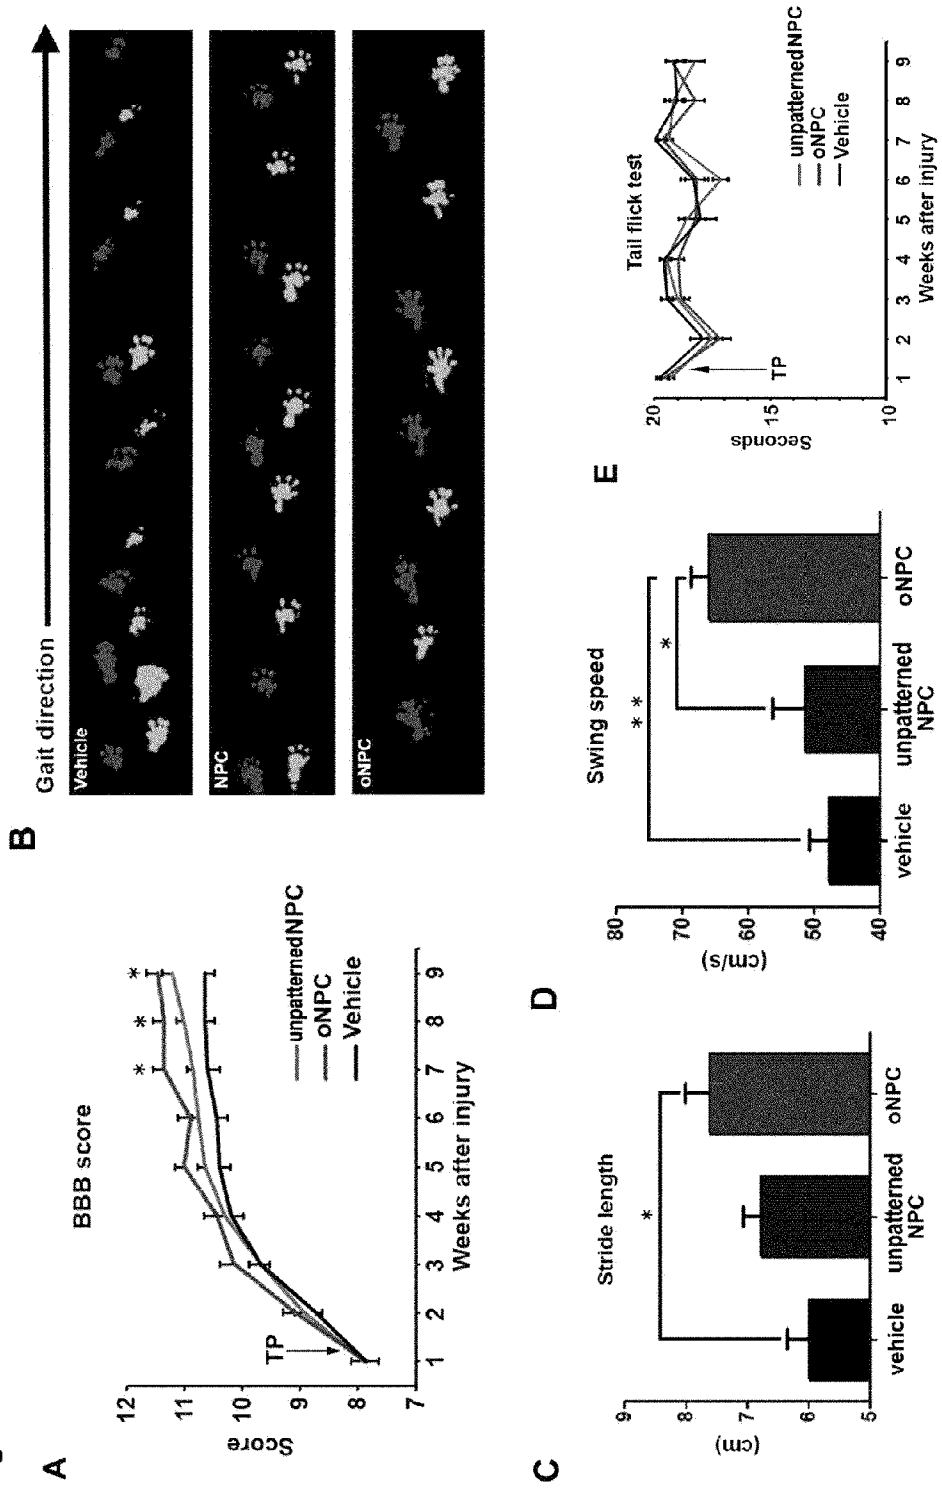 A
BBB score
12
11
10
9
8
7
Score
TP
1 2 3 4 5 6 7 8 9
Weeks after injury
* * *
unpatternedNPC
oNPC
Vehicle
B
Gait direction
Vehicle
NPC
oNPC
C
Stride length
9
8
7
6
5
(cm)
*
vehicle
unpatterned
NPC
oNPC
D
Swing speed
80
70
60
50
40
(cm/s)
* *
*
vehicle
unpatterned
NPC
oNPC
E
Tail flick test
20
15
10
Seconds
TP
1 2 3 4 5 6 7 8 9
Weeks after injury
unpatternedNPC
oNPC
Vehicle